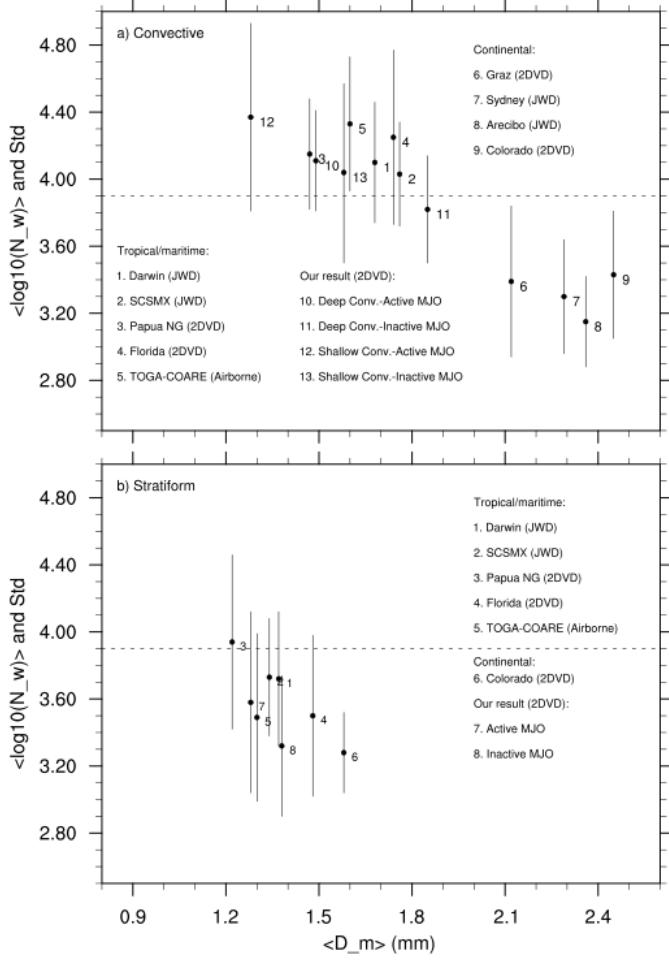 a) Convective
4.80
4.40
4.00
3.60
3.20
2.80
<log10(N_w)> and Std
Continental:
6. Graz (2DVD)
7. Sydney (JWD)
8. Arecibo (JWD)
9. Colorado (2DVD)
12
3
10
5
13
1
4
2
11
6
7
8
9
Tropical/maritime:
1. Darwin (JWD)
2. SCSMX (JWD)
3. Papua NG (2DVD)
4. Florida (2DVD)
5. TOGA-COARE (Airborne)
Our result (2DVD):
10. Deep Conv.-Active MJO
11. Deep Conv.-Inactive MJO
12. Shallow Conv.-Active MJO
13. Shallow Conv.-Inactive MJO
b) Stratiform
4.80
4.40
4.00
3.60
3.20
2.80
<log10(N_w)> and Std
Tropical/maritime:
1. Darwin (JWD)
2. SCSMX (JWD)
3. Papua NG (2DVD)
4. Florida (2DVD)
5. TOGA-COARE (Airborne)
Continental:
6. Colorado (2DVD)
Our result (2DVD):
7. Active MJO
8. Inactive MJO
3
7
5
1
8
4
6
0.9
1.2
1.5
1.8
2.1
2.4
<D_m> (mm)